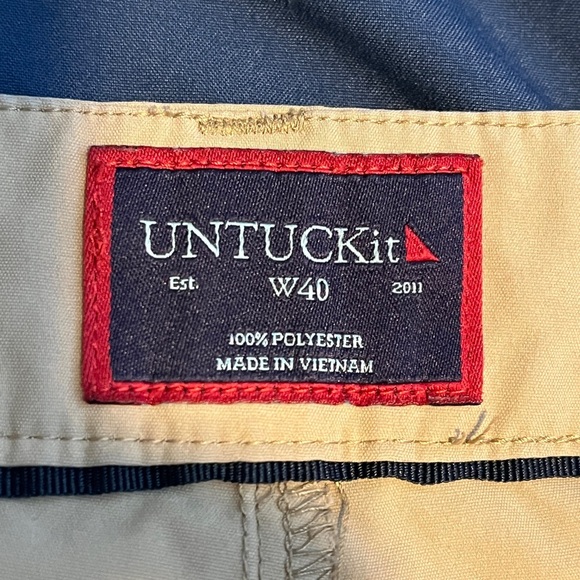 UNTUCKit
Est. W40 2011
100% POLYESTER
MADE IN VIETNAM